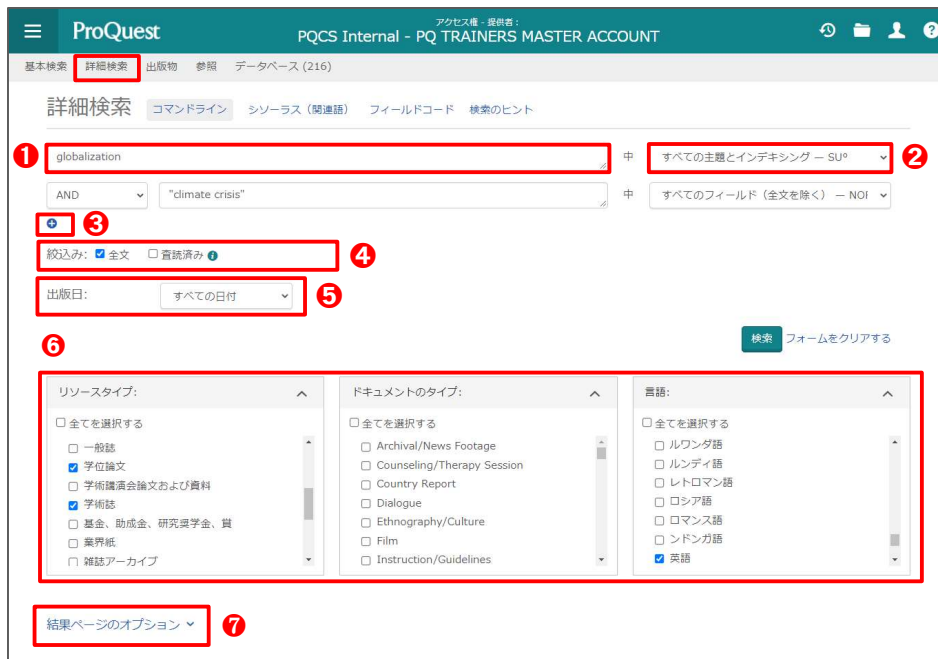 ProQuest
アクセス権 - 提供者:
PQCS Internal - PQ TRAINERS MASTER ACCOUNT
基本検索 詳細検索 出版物 参照 データベース (216)
詳細検索 コマンドライン シソーラス (関連語) フィールドコード 検索のヒント
❶ globalization 中 すべての主題とインデキシング — SU° ❷
AND "climate crisis" 中 すべてのフィールド (全文を除く) — NOF
❸
絞込み: 全文 査読済み ❹
出版日: すべての日付 ❺
検索 フォームをクリアする
❻
リソースタイプ:
全てを選択する
一般誌
学位論文
学術講演会論文および資料
学術誌
基金、助成金、研究奨学金、賞
業界紙
雑誌アーカイブ
ドキュメントのタイプ:
全てを選択する
Archival/News Footage
Counseling/Therapy Session
Country Report
Dialogue
Ethnography/Culture
Film
Instruction/Guidelines
言語:
全てを選択する
ルワンダ語
ルンディ語
レトロマン語
ロシア語
ロマンス語
ンドンガ語
英語
結果ページのオプション ❼